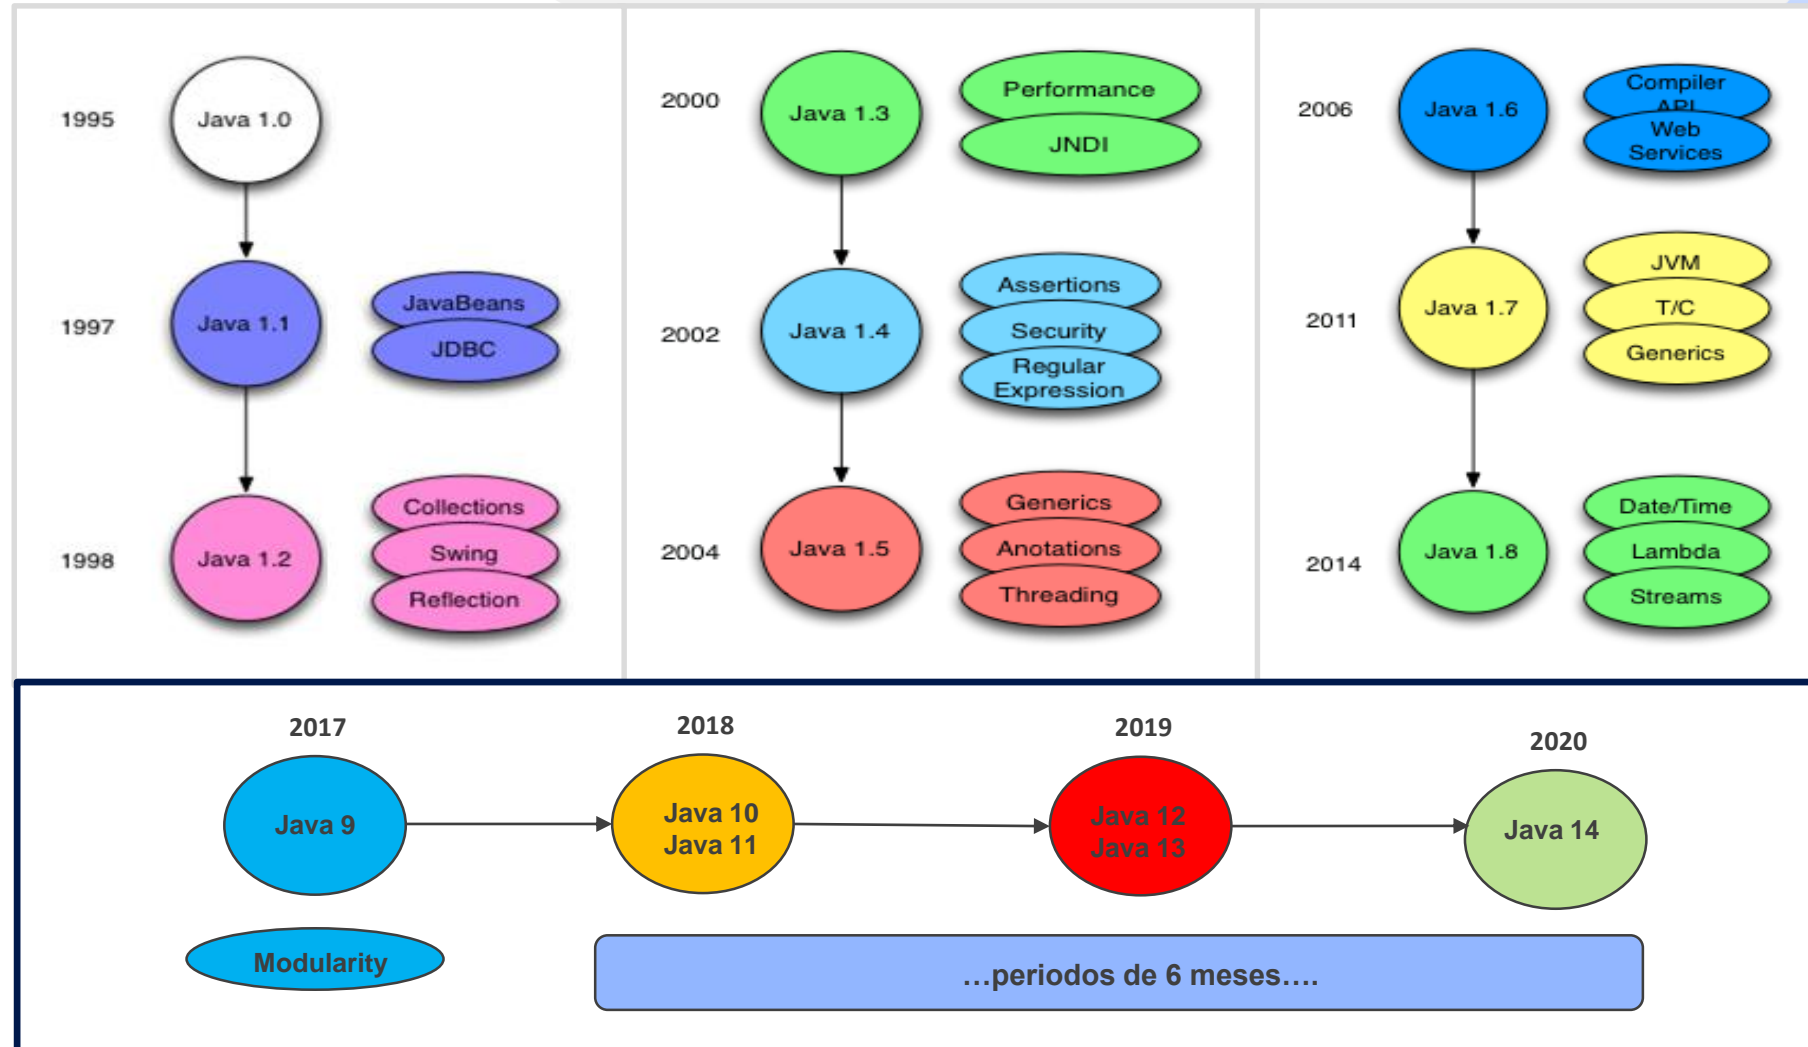 1995
Java 1.0
1997
Java 1.1
JavaBeans
JDBC
1998
Java 1.2
Collections
Swing
Reflection
2000
Java 1.3
Performance
JNDI
2002
Java 1.4
Assertions
Security
Regular
Expression
2004
Java 1.5
Generics
Anotations
Threading
2006
Java 1.6
Compiler
API
Web
Services
2011
Java 1.7
JVM
T/C
Generics
2014
Java 1.8
Date/Time
Lambda
Streams
2017
Java 9
Modularity
2018
Java 10
Java 11
2019
Java 12
Java 13
2020
Java 14
...periodos de 6 meses....